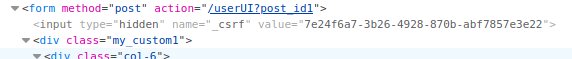 <form method="post" action="/userUI?post_id1">
<input type="hidden" name="_csrf" value="7e24f6a7-3b26-4928-870b-abf7857e3e22">
<div class="my_custom1">
<div class="col-6">